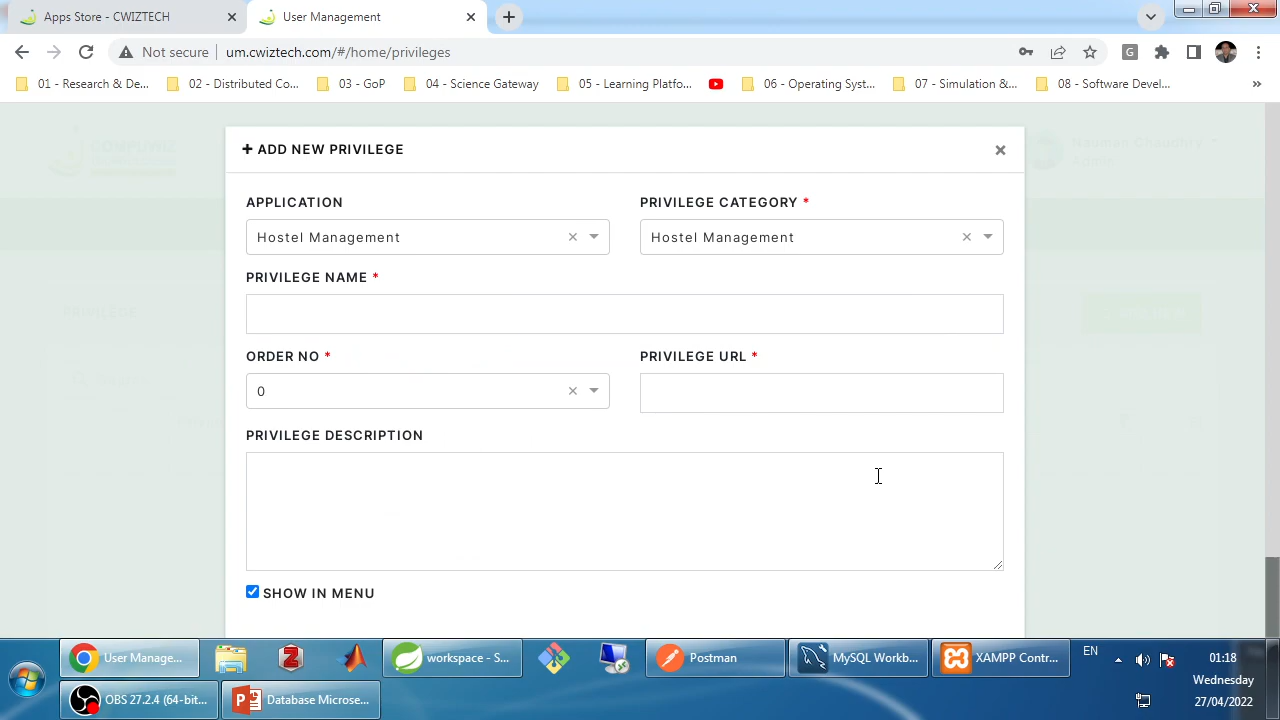 Apps Store - CWIZTECH
User Management
Not secure
um.cwiztech.com/#/home/privileges
01 - Research & De...
02 - Distributed Co...
03 - GoP
04 - Science Gateway
05 - Learning Platfo...
06 - Operating Syst...
07 - Simulation &...
08 - Software Devel...
»
Nauman Chaudhry
Admin
ADD NEW PRIVILEGE
APPLICATION
PRIVILEGE CATEGORY *
Hostel Management
Hostel Management
PRIVILEGE NAME *
PRIVILEGE
ORDER NO *
PRIVILEGE URL *
0
PRIVILEGE DESCRIPTION
SHOW IN MENU
User Manage...
workspace - S...
Postman
MySQL Workb...
XAMPP Contr...
EN
01:18
Wednesday
27/04/2022
OBS 27.2.4 (64-bit...
Database Microse...